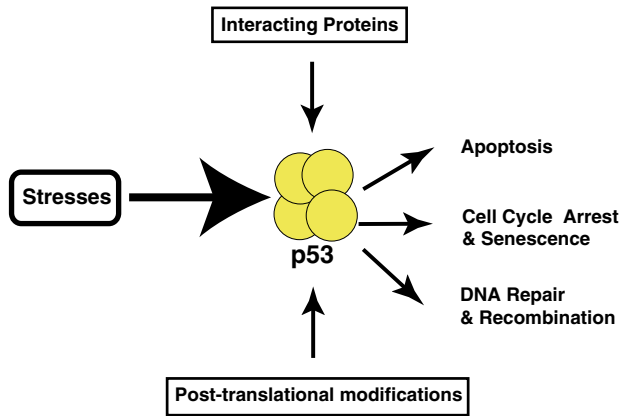 Interacting Proteins
Stresses
p53
Apoptosis
Cell Cycle Arrest
& Senescence
DNA Repair
& Recombination
Post-translational modifications